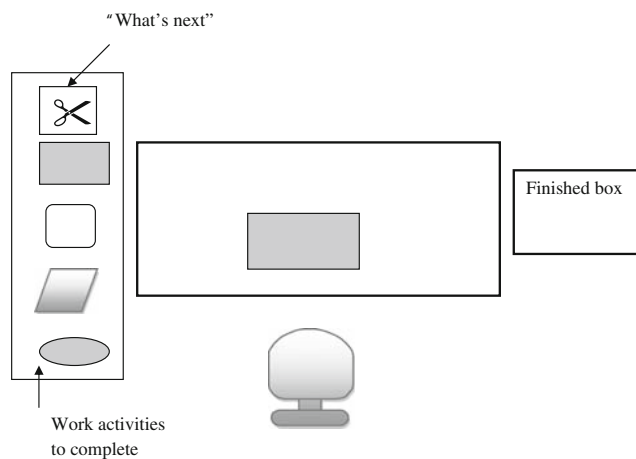 "What's next"
Finished box
Work activities
to complete